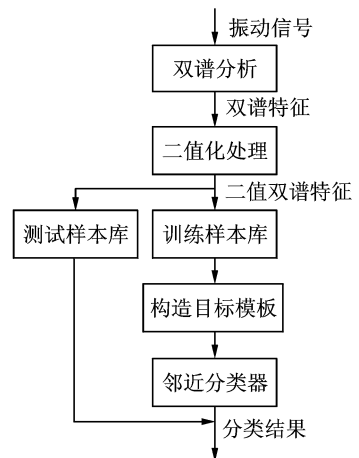 振动信号
双谱分析
双谱特征
二值化处理
二值双谱特征
测试样本库
训练样本库
构造目标模板
邻近分类器
分类结果